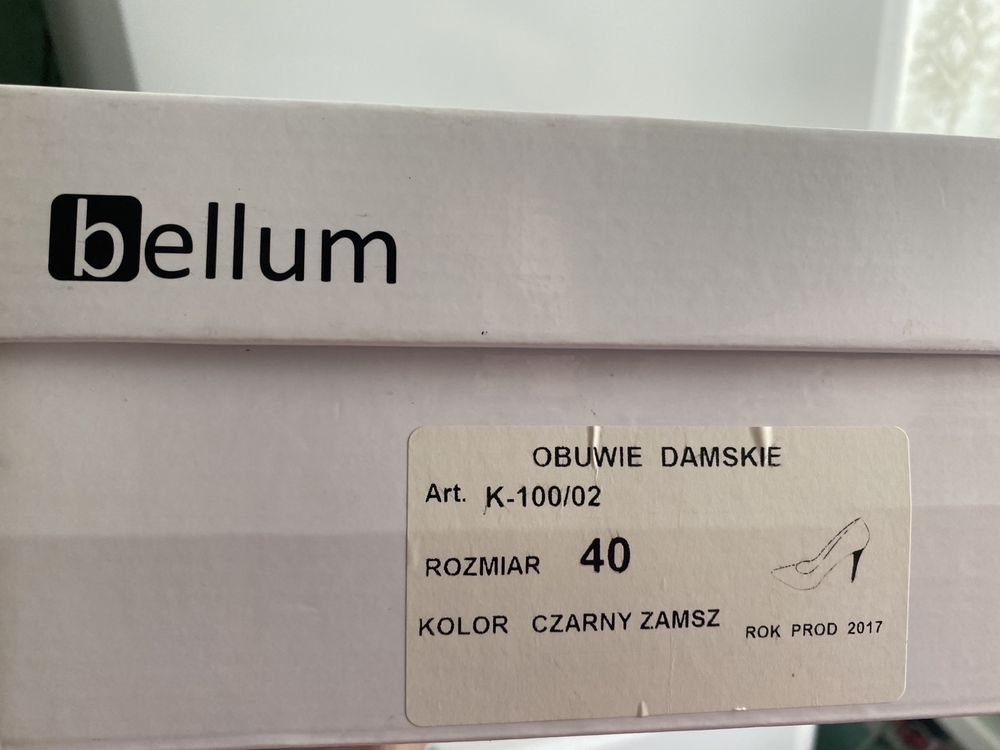 bellum
OBUWIE DAMSKIE
Art. K-100/02
ROZMIAR 40
KOLOR CZARNY ZAMSZ
ROK PROD 2017